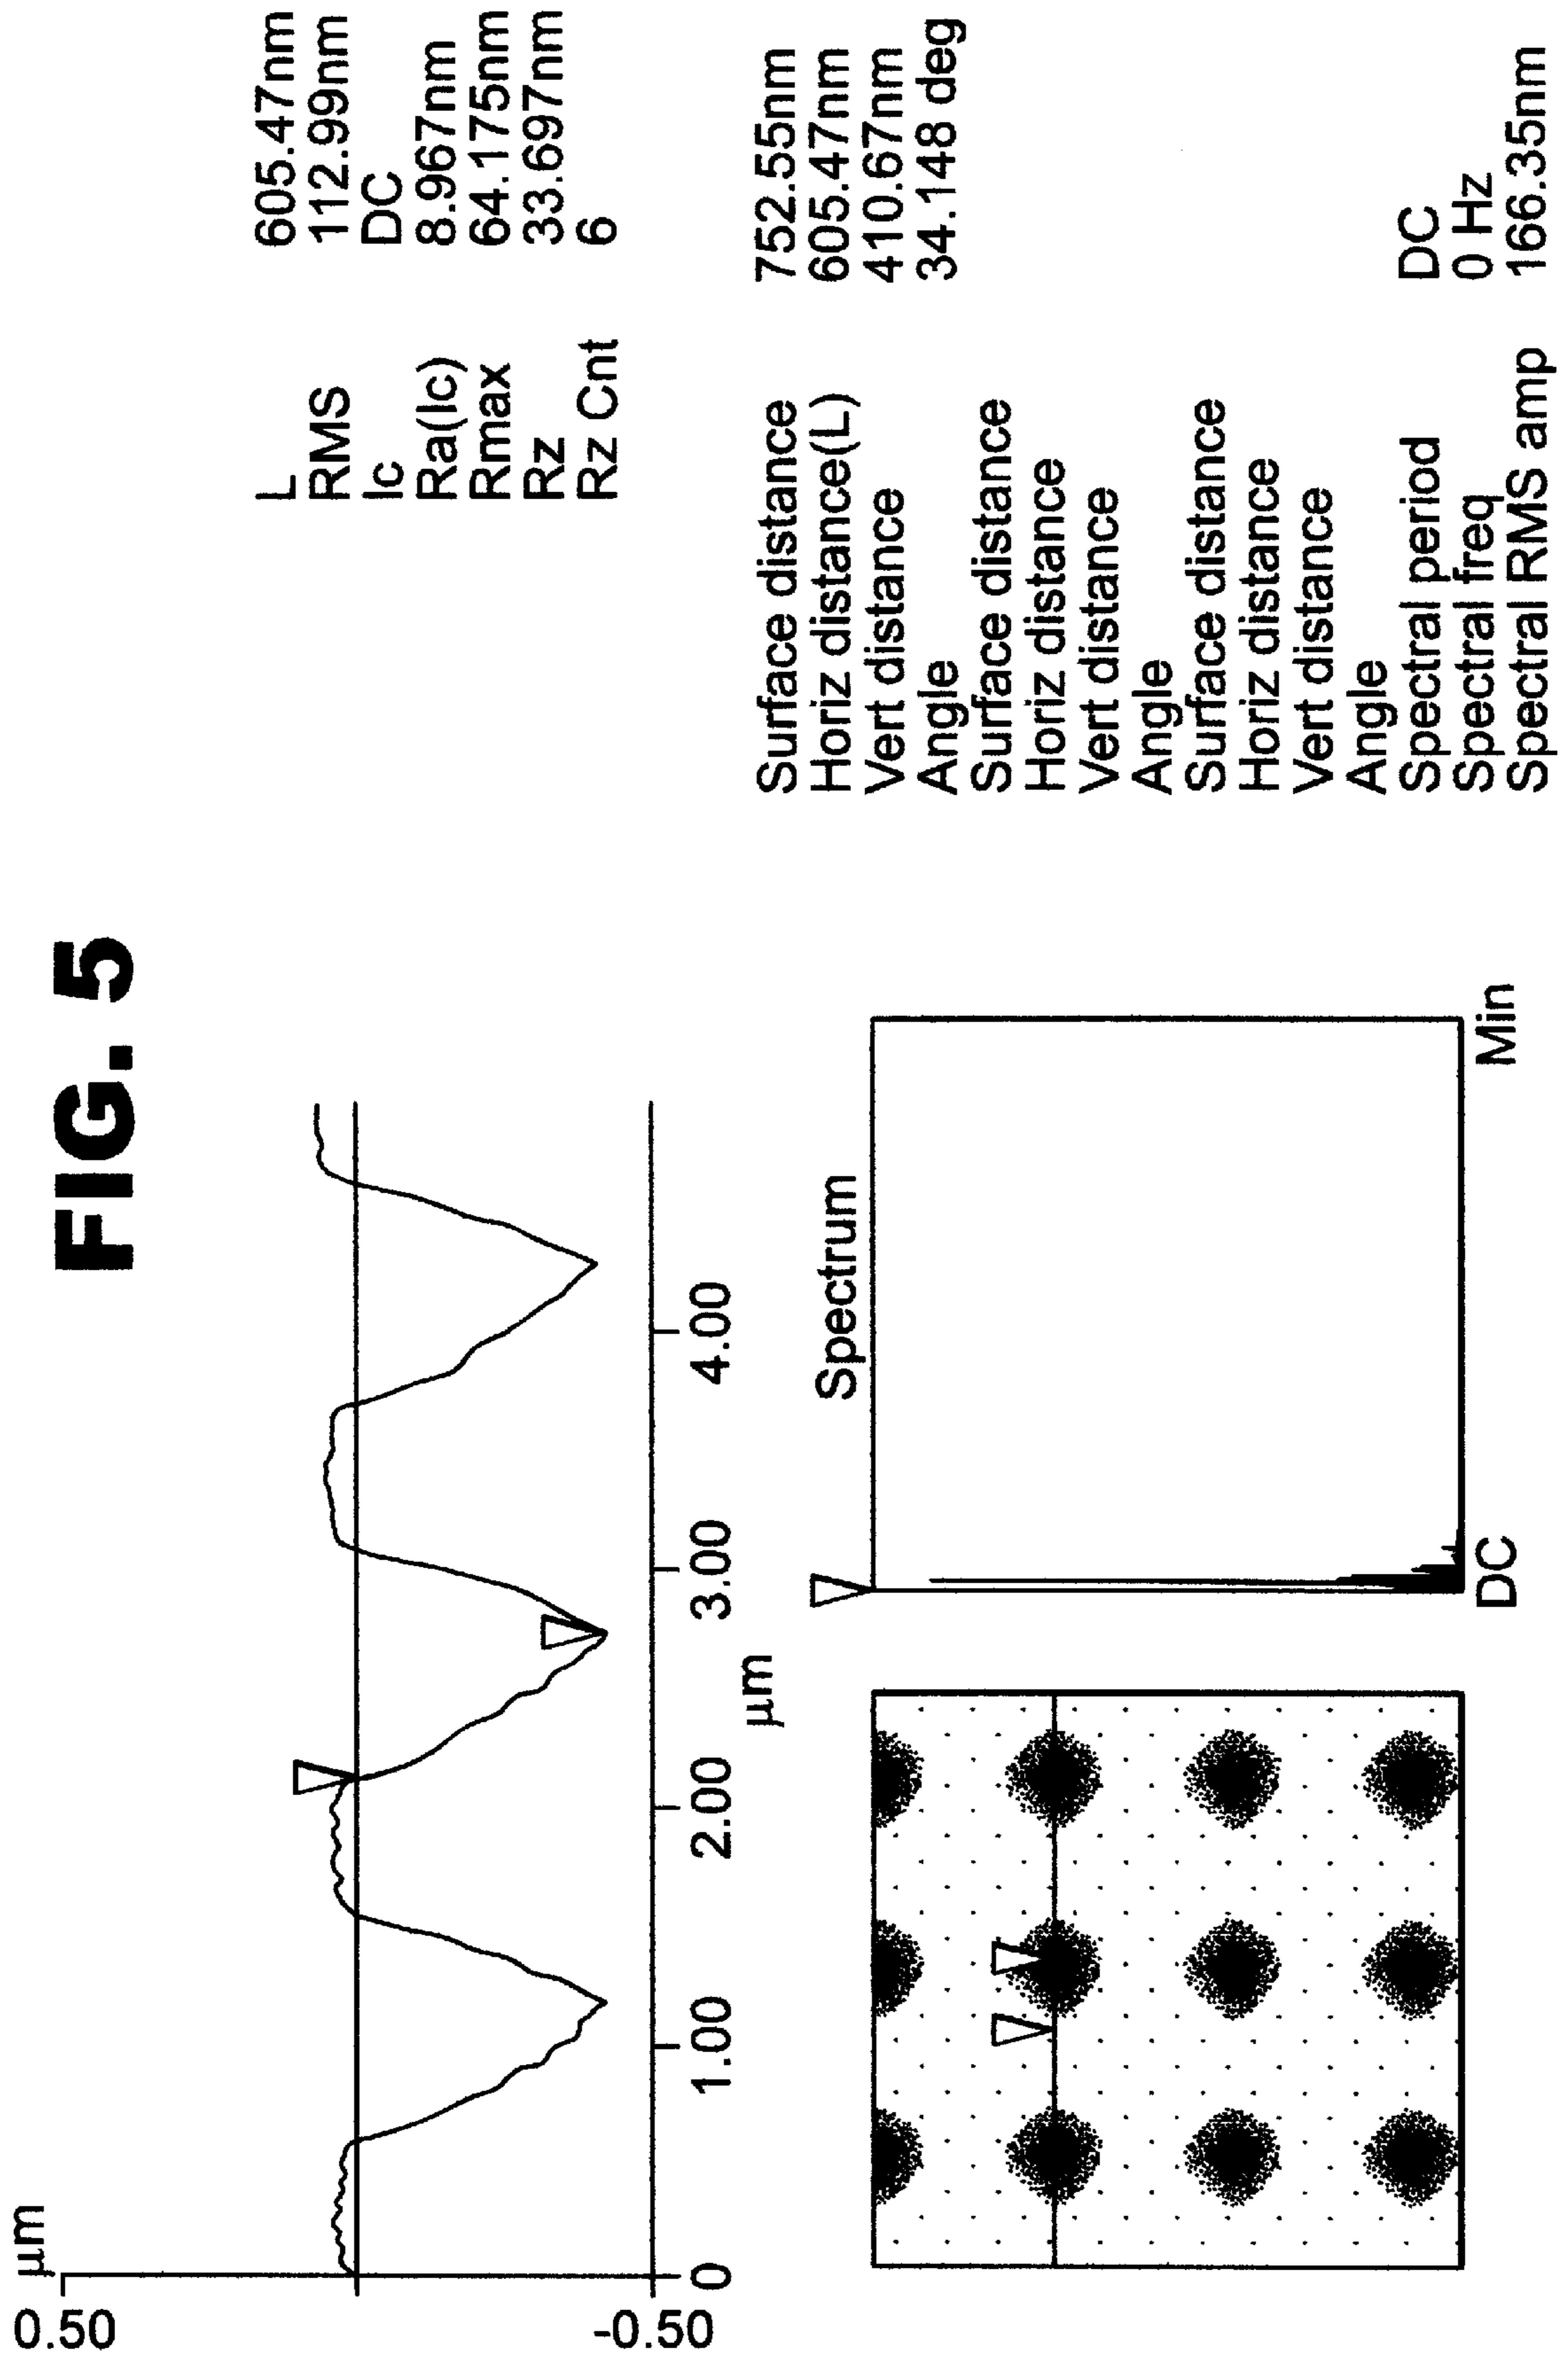 FIG. 5
μm
0.50
-0.50
0
1.00
2.00
3.00
4.00
μm
L 605.47nm
RMS 112.99nm
Ic DC
Ra(Ic) 8.967nm
Rmax 64.175nm
Rz 33.697nm
Rz Cnt 6
Spectrum
DC
Min
Surface distance 752.55nm
Horiz distance(L) 605.47nm
Vert distance 410.67nm
Angle 34.148 deg
Surface distance
Horiz distance
Vert distance
Angle
Surface distance
Horiz distance
Vert distance
Angle
Spectral period DC
Spectral freq 0 Hz
Spectral RMS amp 166.35nm